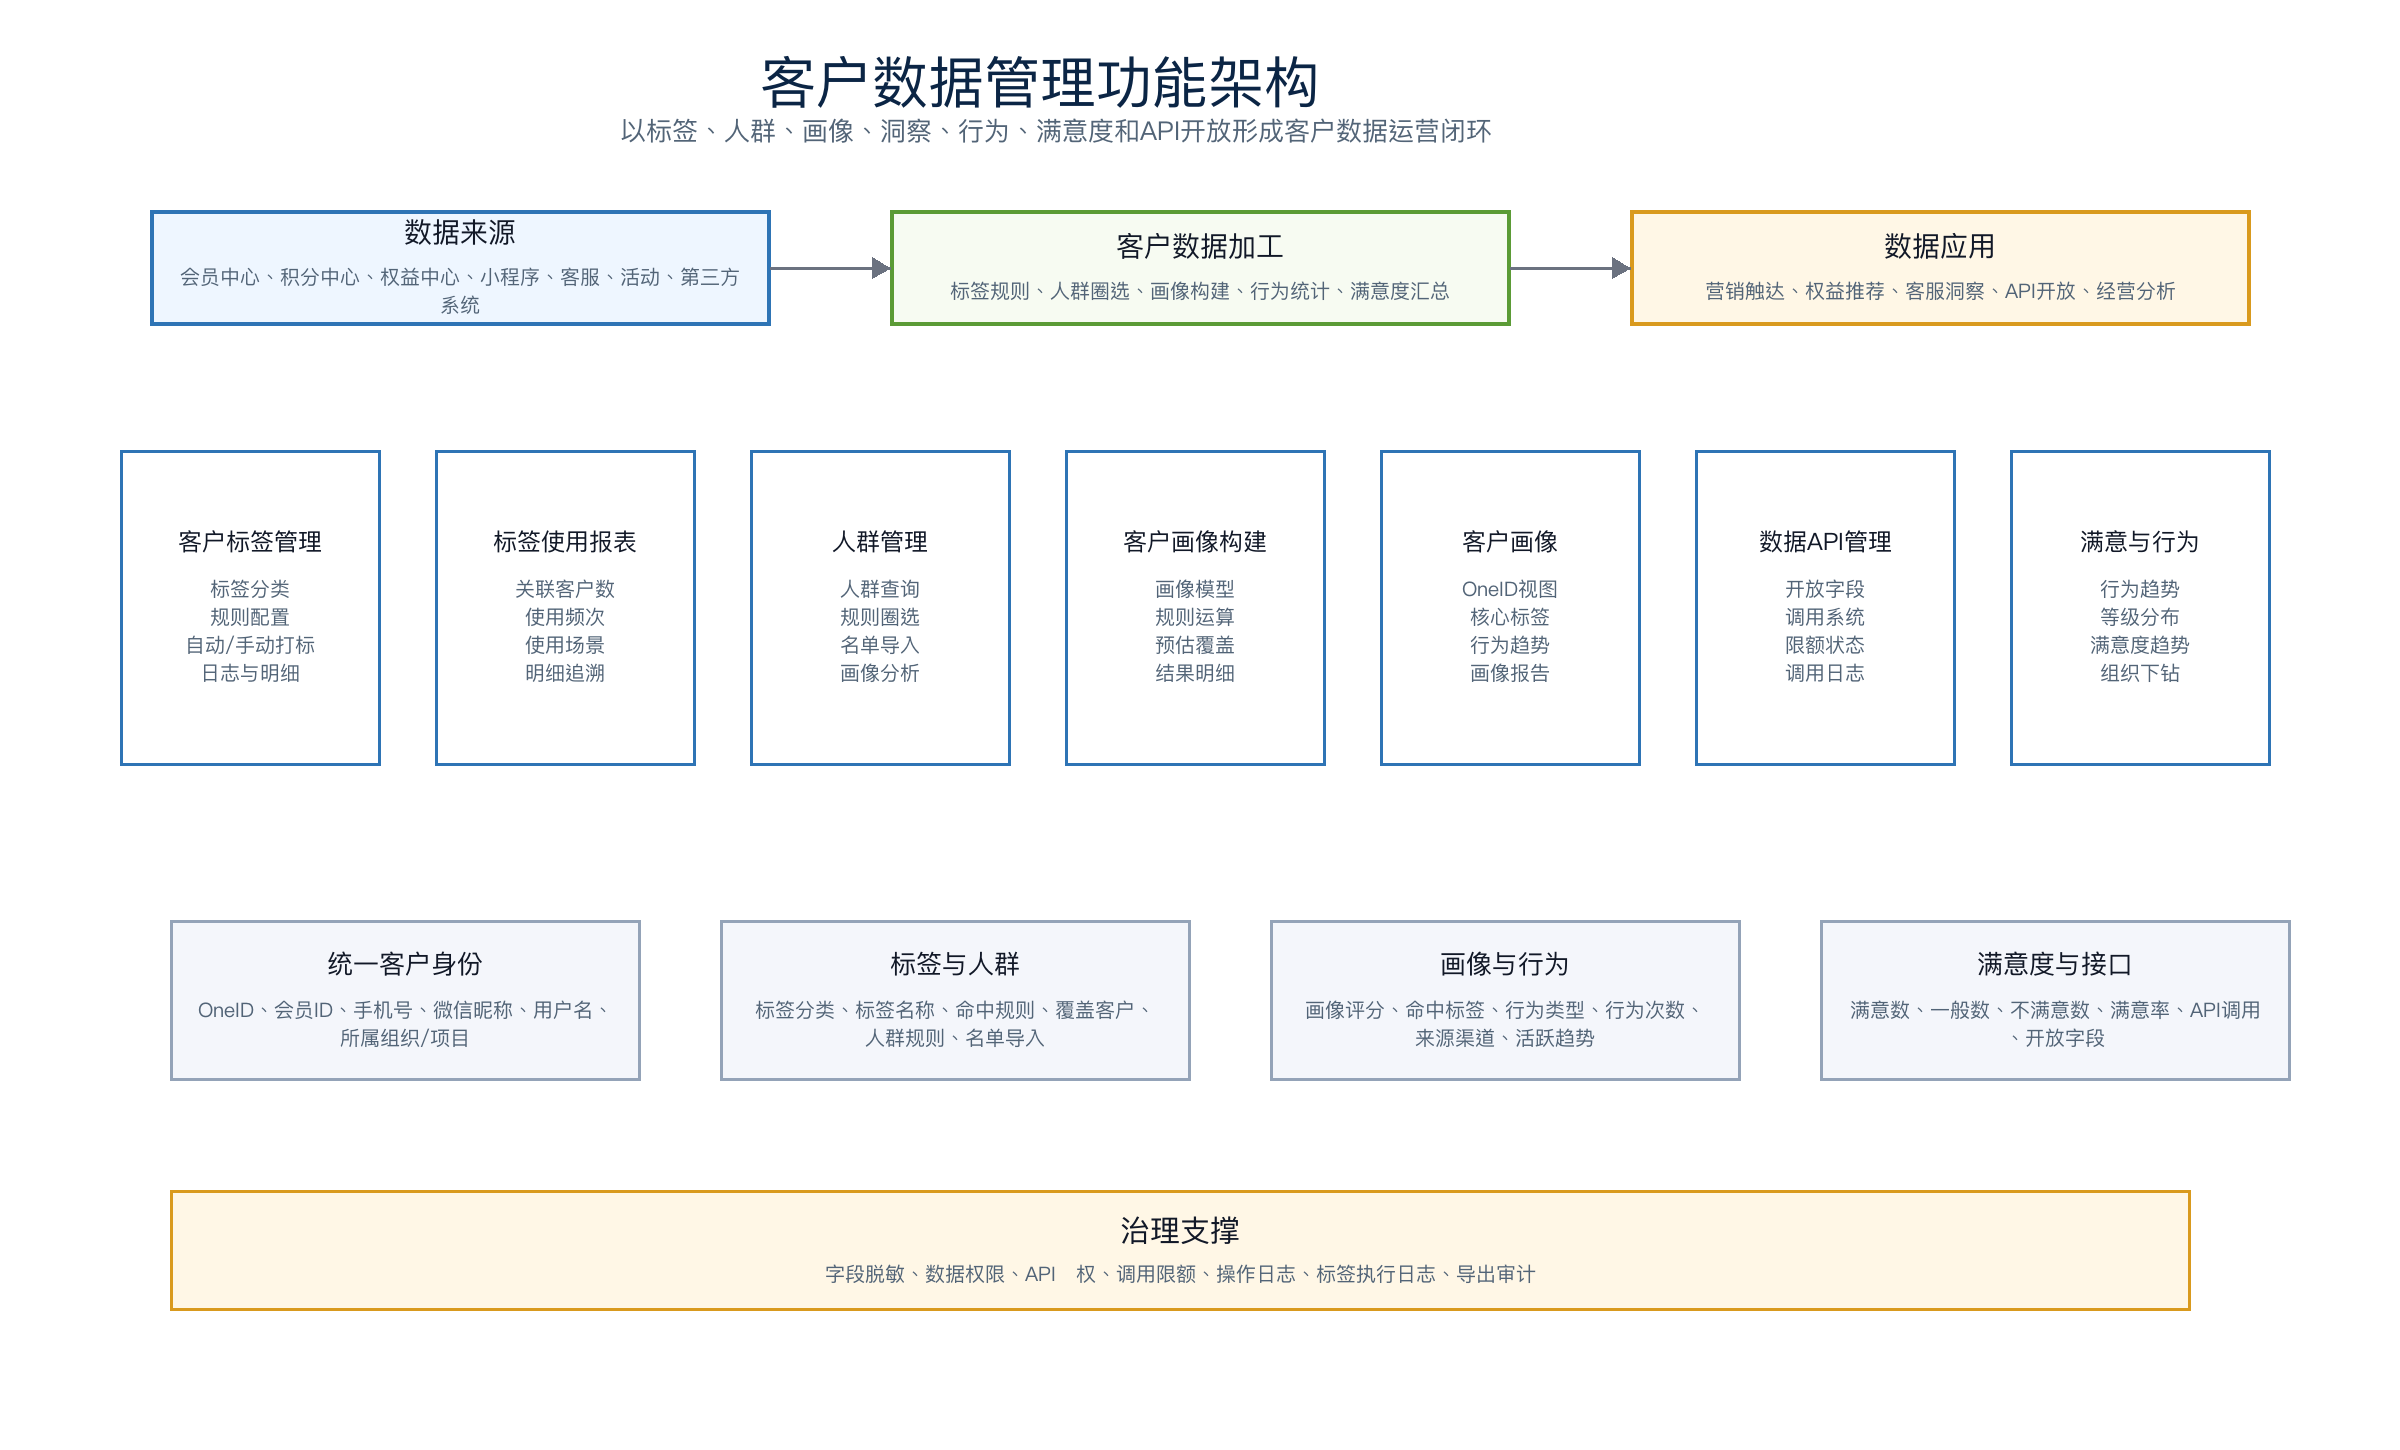 客户数据管理功能架构
以标签、人群、画像、洞察、行为、满意度和API开放形成客户数据运营闭环
数据来源
会员中心、积分中心、权益中心、小程序、客服、活动、第三方
系统
客户数据加工
标签规则、人群圈选、画像构建、行为统计、满意度汇总
数据应用
营销触达、权益推荐、客服洞察、API开放、经营分析
客户标签管理
标签分类
规则配置
自动/手动打标
日志与明细
标签使用报表
关联客户数
使用频次
使用场景
明细追溯
人群管理
人群查询
规则圈选
名单导入
画像分析
客户画像构建
画像模型
规则运算
预估覆盖
结果明细
客户画像
OneID视图
核心标签
行为趋势
画像报告
数据API管理
开放字段
调用系统
限额状态
调用日志
满意与行为
行为趋势
等级分布
满意度趋势
组织下钻
统一客户身份
OneID、会员ID、手机号、微信昵称、用户名、
所属组织/项目
标签与人群
标签分类、标签名称、命中规则、覆盖客户、
人群规则、名单导入
画像与行为
画像评分、命中标签、行为类型、行为次数、
来源渠道、活跃趋势
满意度与接口
满意数、一般数、不满意数、满意率、API调用
、开放字段
治理支撑
字段脱敏、数据权限、API 权、调用限额、操作日志、标签执行日志、导出审计